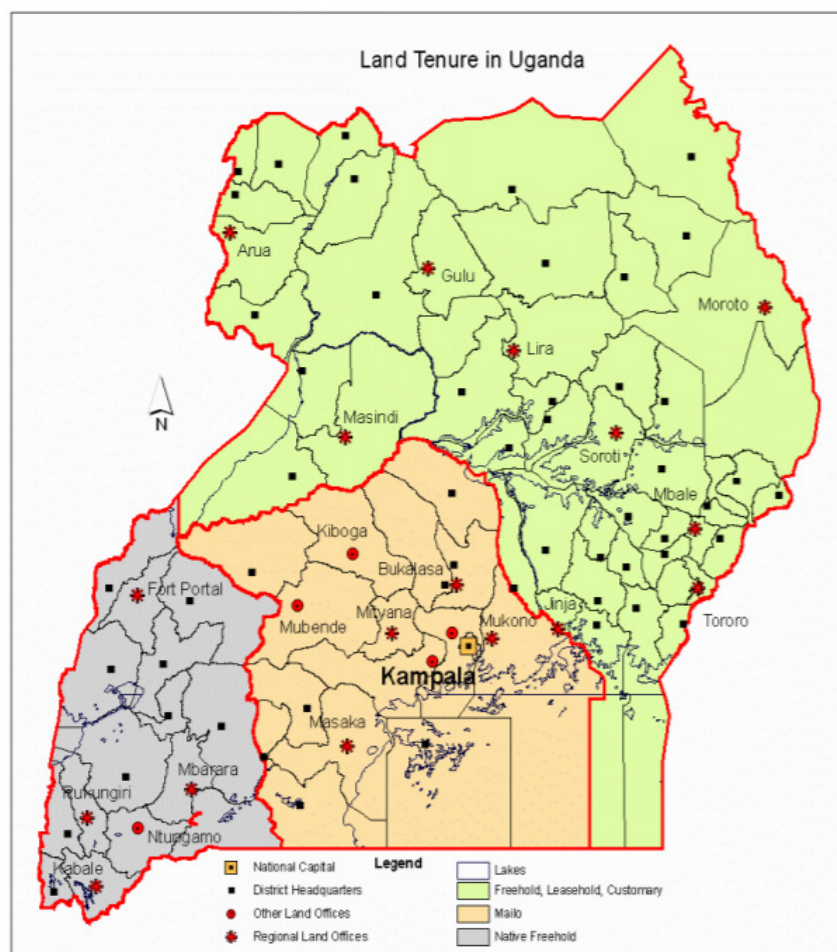 Land Tenure in Uganda
Arua
Gulu
Moroto
Lira
N
Masindi
Soroti
Mbale
Kiboga
Bukalasa
Fort Portal
Mubende
Mityana
Mukono
Jinja
Tororo
Kampala
Masaka
Mbarara
Rukungiri
Ntungamo
Kabale
Legend
National Capital
District Headquarters
Other Land Offices
Regional Land Offices
Lakes
Freehold, Leasehold, Customary
Mailo
Native Freehold